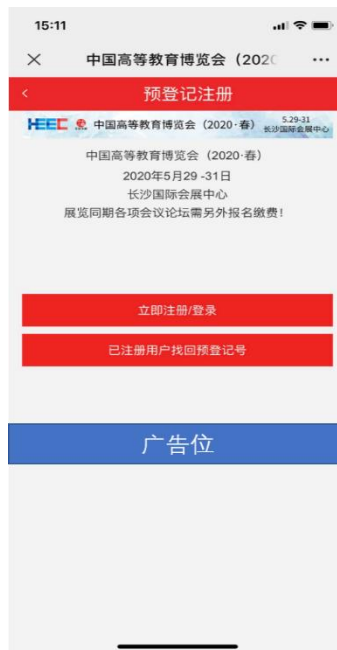 15:11
中国高等教育博览会（202
预登记注册
HEEC 中国高等教育博览会（2020·春） 5.29-31
长沙国际会展中心
中国高等教育博览会（2020·春）
2020年5月29 -31日
长沙国际会展中心
展览同期各项会议论坛需另外报名缴费！
立即注册/登录
已注册用户找回预登记号
广告位